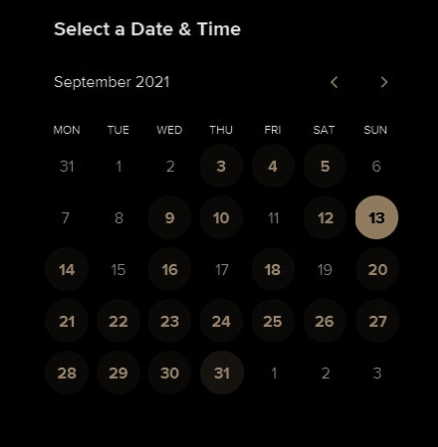 Select a Date & Time
September 2021
MON TUE WED THU FRI SAT SUN
31 1 2 3 4 5 6
7 8 9 10 11 12 13
14 15 16 17 18 19 20
21 22 23 24 25 26 27
28 29 30 31 1 2 3